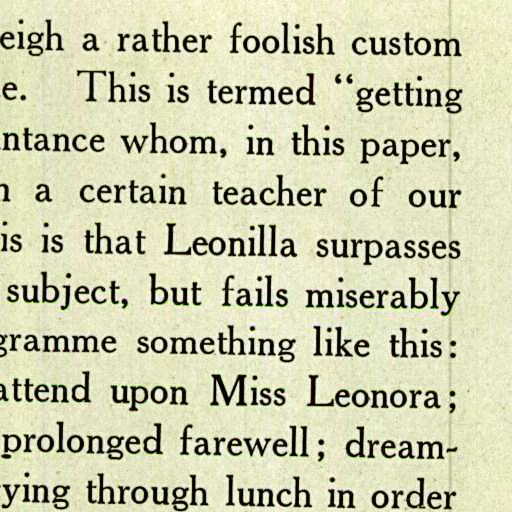 eigh a rather foolish custom
e. This is termed “getting
ntance whom, in this paper,
a certain teacher of our
is is that Leonilla surpasses
subject, but fails miserably
gramme something like this:
attend upon Miss Leonora;
prolonged farewell; dream-
ying through lunch in order